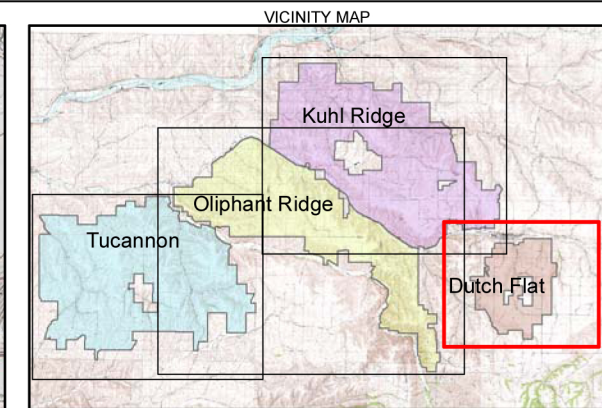 VICINITY MAP
Kuhl Ridge
Oliphant Ridge
Tucannon
Dutch Flat